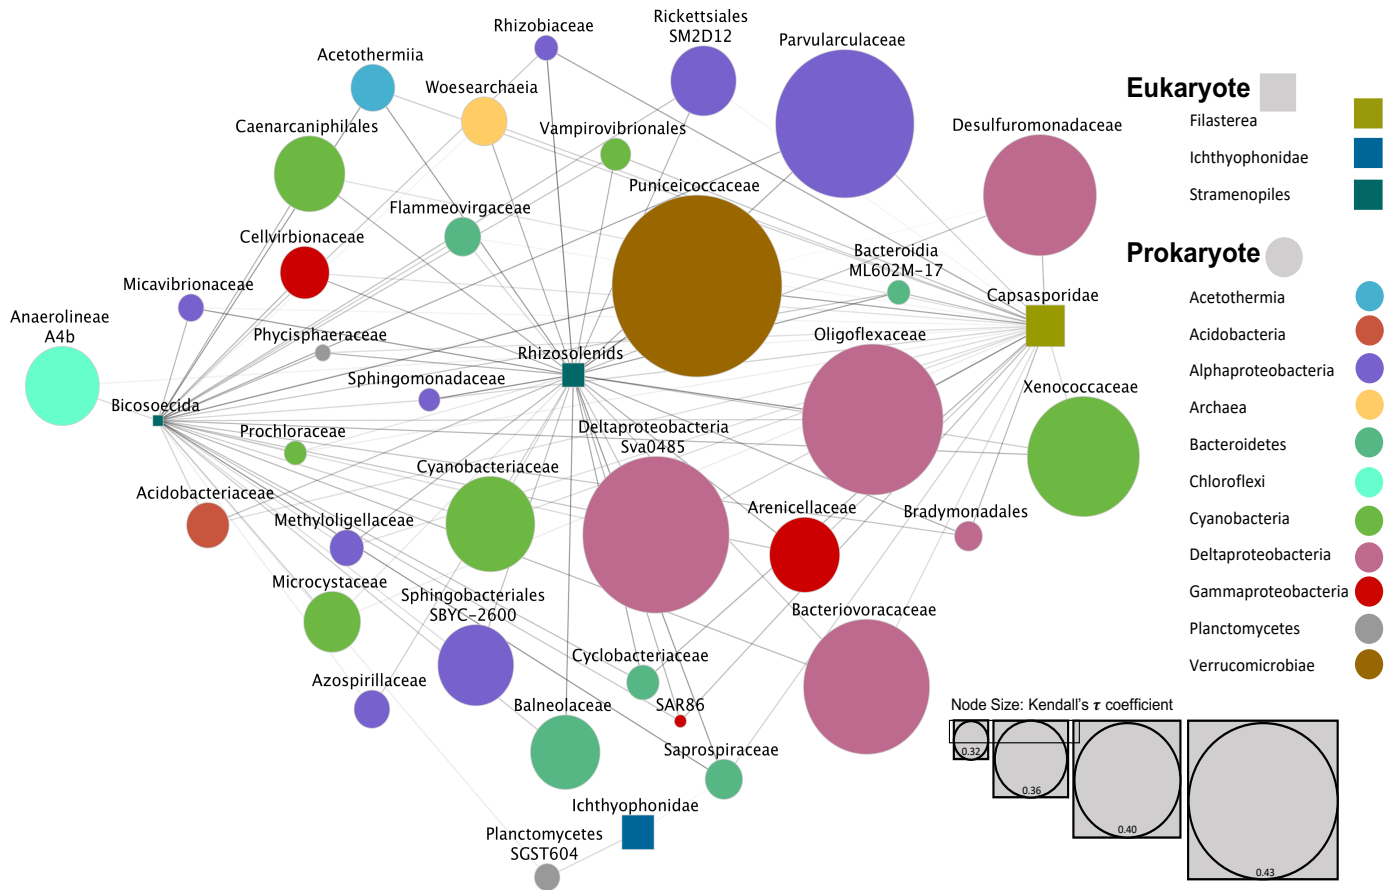 Rhizobiaceae
Rickettsiales
SM2D12
Parvularculaceae
Acetothermiia
Woesearchaeia
Caenarcaniphilales
Vampirovibrionales
Desulfuromonadaceae
Puniceicoccaceae
Flammeovirgaceae
Cellvirbionaceae
Bacteroidia
ML602M-17
Micavibrionaceae
Capsasporidae
Anaerolineae
A4b
Phycisphaeraceae
Oligoflexaceae
Rhizosolenids
Sphingomonadaceae
Xenococcaceae
Bicosoecida
Prochloraceae
Deltaproteobacteria
Sva0485
Cyanobacteriaceae
Acidobacteriaceae
Methyloligellaceae
Arenicellaceae
Bradymonadales
Microcystaceae
Sphingobacteriales
SBYC-2600
Bacteriovoracaceae
Azospirillaceae
Cyclobacteriaceae
SAR86
Balneolaceae
Saprospiraceae
Ichthyophonidae
Planctomycetes
SGST604
Eukaryote
Filasterea
Ichthyophonidae
Stramenopiles
Prokaryote
Acetothermia
Acidobacteria
Alphaproteobacteria
Archaea
Bacteroidetes
Chloroflexi
Cyanobacteria
Deltaproteobacteria
Gammaproteobacteria
Planctomycetes
Verrucomicrobiae
Node Size: Kendall's τ coefficient
0.32
0.36
0.40
0.43